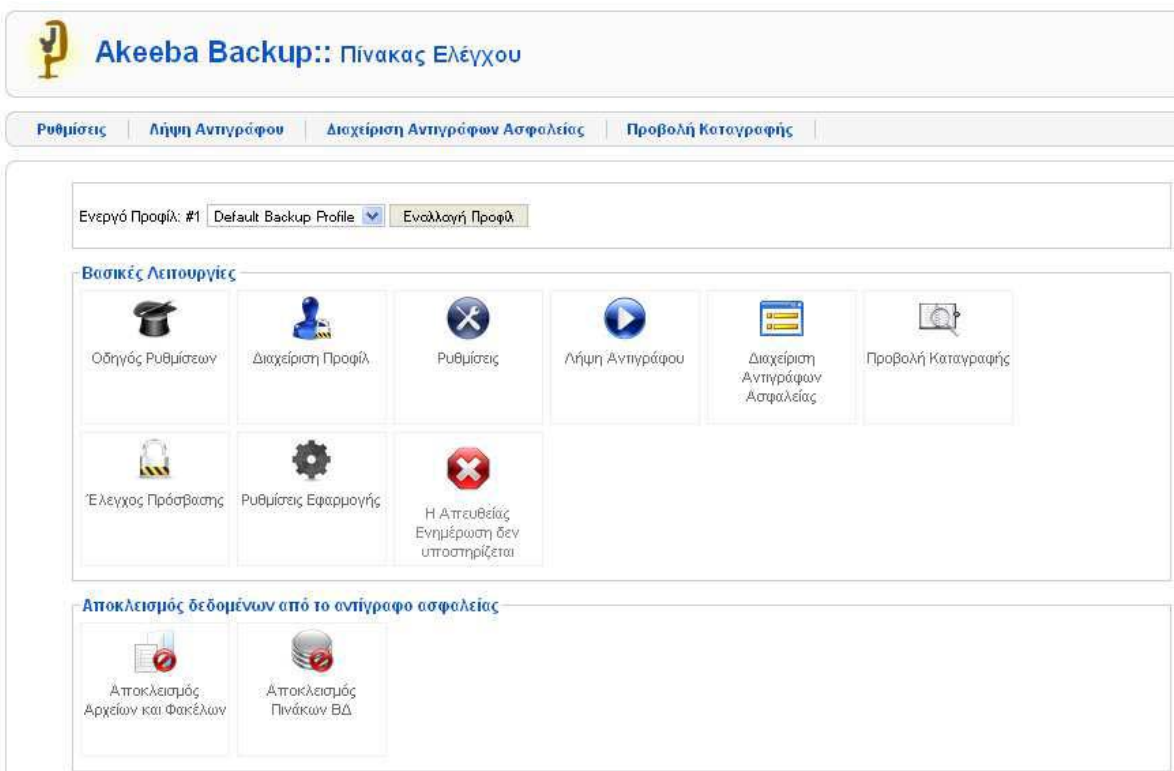 Akeeba Backup:: Πίνακας Ελέγχου
Ρυθμίσεις
Λήψη Αντιγράφου
Διαχείριση Αντιγράφων Ασφαλείας
Προβολή Καταγραφής
Ενεργό Προφίλ: #1 Default Backup Profile Εναλλαγή Προφίλ
Βασικές Λειτουργίες
Οδηγός Ρυθμίσεων
Διαχείριση Προφίλ
Ρυθμίσεις
Λήψη Αντιγράφου
Διαχείριση
Αντιγράφων
Ασφαλείας
Προβολή Καταγραφής
Έλεγχος Πρόσβασης
Ρυθμίσεις Εφαρμογής
Η Απευθείας
Ενημέρωση δεν
υποστηρίζεται
Αποκλεισμός δεδομένων από το αντίγραφο ασφαλείας
Αποκλεισμός
Αρχείων και Φακέλων
Αποκλεισμός
Πινάκων ΒΔ